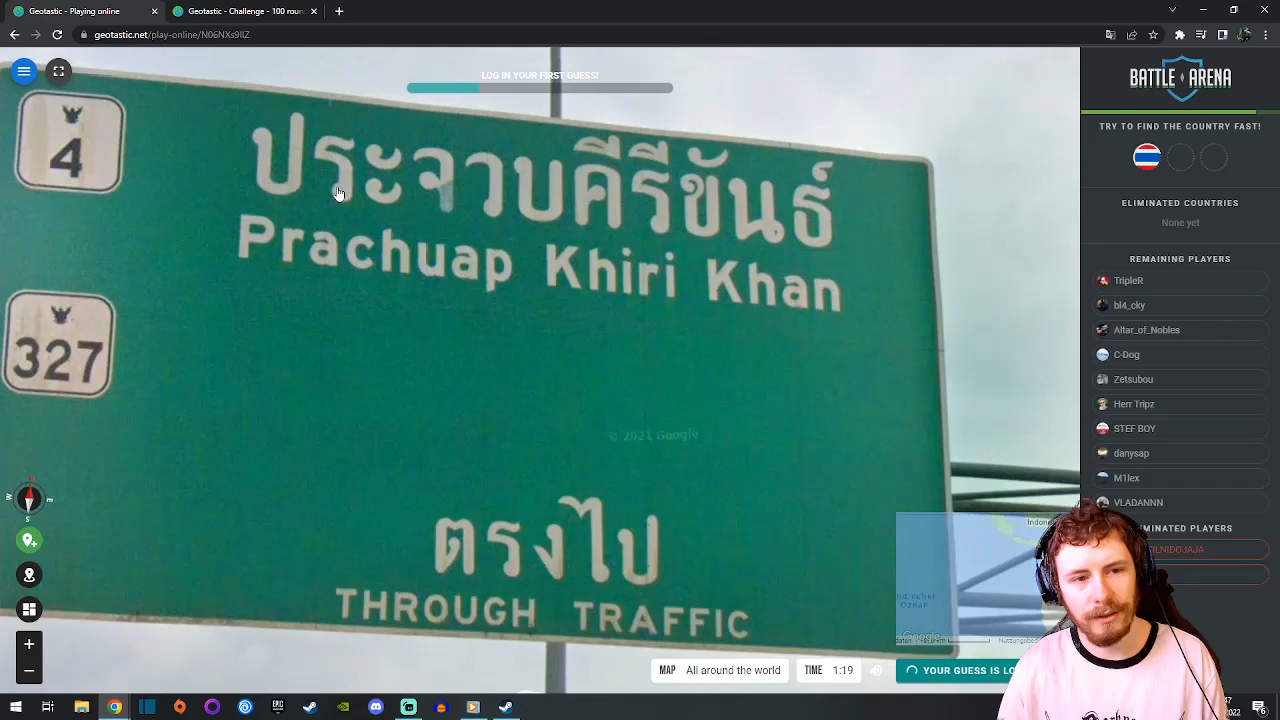 Geotastic - Playing online
Geotastic - Challenge - 100 roun
geotastic.net/play-online/
LOG IN YOUR FIRST GUESS!
4
ประจวบคีรีขันธ์
Prachuap Khiri Khan
327
© 2021 Google
ตรงไป
THROUGH TRAFFIC
W
E
S
+
−
MAP All around the world
TIME 1:19
YOUR GUESS IS LO
Google
BATTLE ARENA
TRY TO FIND THE COUNTRY FAST!
ELIMINATED COUNTRIES
None yet
REMAINING PLAYERS
TripleR
bl4_cky
Altar_of_Nobles
C-Dog
Zetsubou
Herr Tripz
STEF BOY
danysap
M1lex
VLADANNN
MINATED PLAYERS
ILNIDOJAJA
EPIC